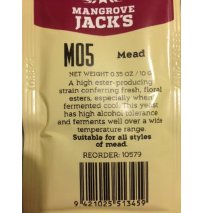 MANGROVE
JACK'S
M05
Mead
NET WEIGHT 0.35 OZ / 10 G
A high ester-producing
strain conferring fresh, floral
esters, especially when
fermented cool. This yeast
has high alcohol tolerance
and ferments well over a wide
temperature range.
Suitable for all styles
of mead.
REORDER: 10579
9 421025 513459